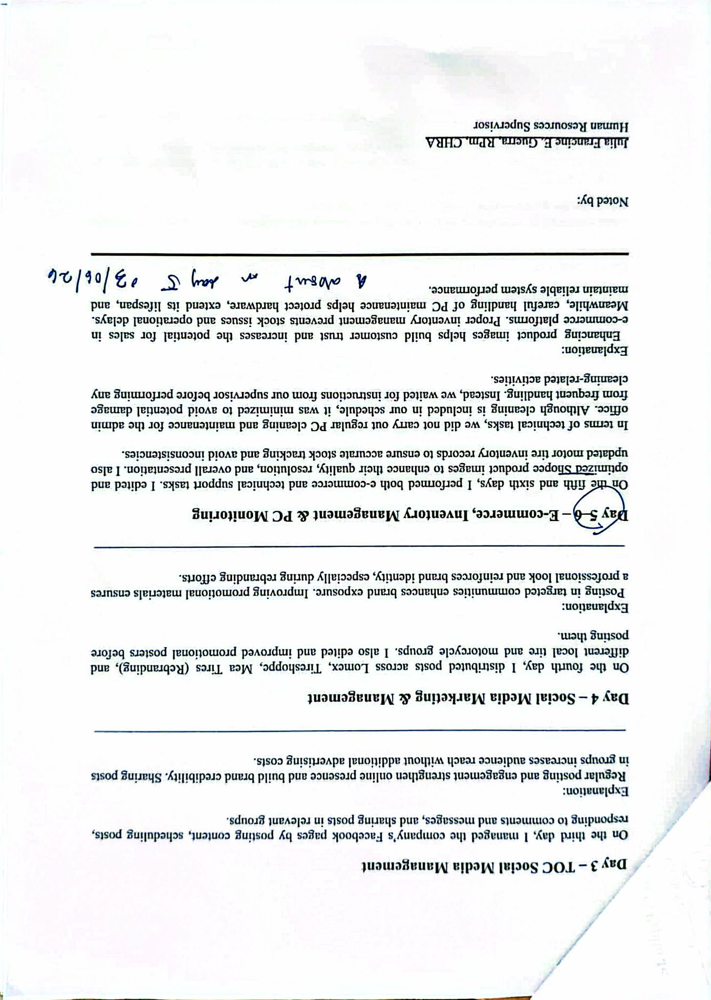 Day 3 – TOC Social Media Management
On the third day, I managed the company's Facebook pages by posting content, scheduling posts,
responding to comments and messages, and sharing posts in relevant groups.
Explanation:
Regular posting and engagement strengthen online presence and build brand credibility. Sharing posts
in groups increases audience reach without additional advertising costs.
Day 4 – Social Media Marketing & Management
On the fourth day, I distributed posts across Lomex, Tireshoppe, Mea Tires (Rebranding), and
different local tire and motorcycle groups. I also edited and improved promotional posters before
posting them.
Explanation:
Posting in targeted communities enhances brand exposure. Improving promotional materials ensures
a professional look and reinforces brand identity, especially during rebranding efforts.
Day 5–6 – E-commerce, Inventory Management & PC Monitoring
On the fifth and sixth days, I performed both e-commerce and technical support tasks. I edited and
optimized Shopee product images to enhance their quality, resolution, and overall presentation. I also
updated motor tire inventory records to ensure accurate stock tracking and avoid inconsistencies.
In terms of technical tasks, we did not carry out regular PC cleaning and maintenance for the admin
office. Although cleaning is included in our schedule, it was minimized to avoid potential damage
from frequent handling. Instead, we waited for instructions from our supervisor before performing any
cleaning-related activities.
Explanation:
Enhancing product images helps build customer trust and increases the potential for sales in
e-commerce platforms. Proper inventory management prevents stock issues and operational delays.
Meanwhile, careful handling of PC maintenance helps protect hardware, extend its lifespan, and
maintain reliable system performance.
absent on day 5 03/06/26
Noted by:
Julia Francine E. Guerra, RPm, CHRA
Human Resources Supervisor